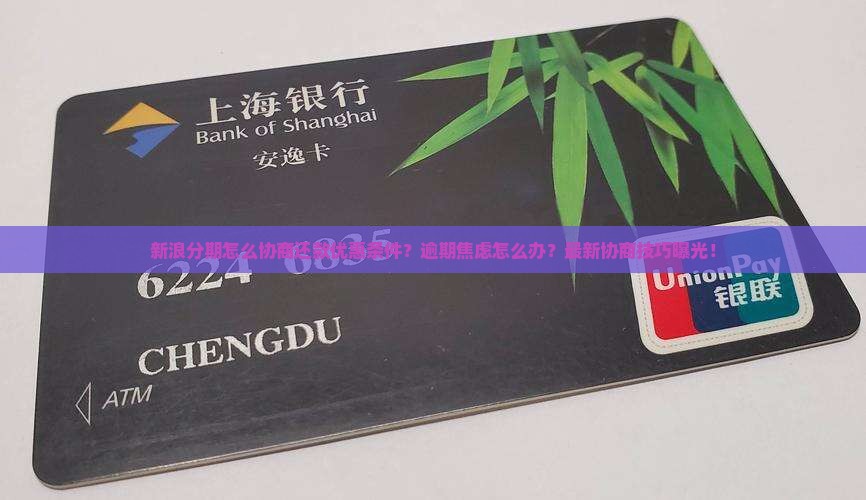 上海银行
Bank of Shanghai
安逸卡
新浪分期怎么协商还款优惠条件？逾期焦虑怎么办？最新协商技巧曝光！
6224 6835
UnionPay
银联
CHENGDU
ATM